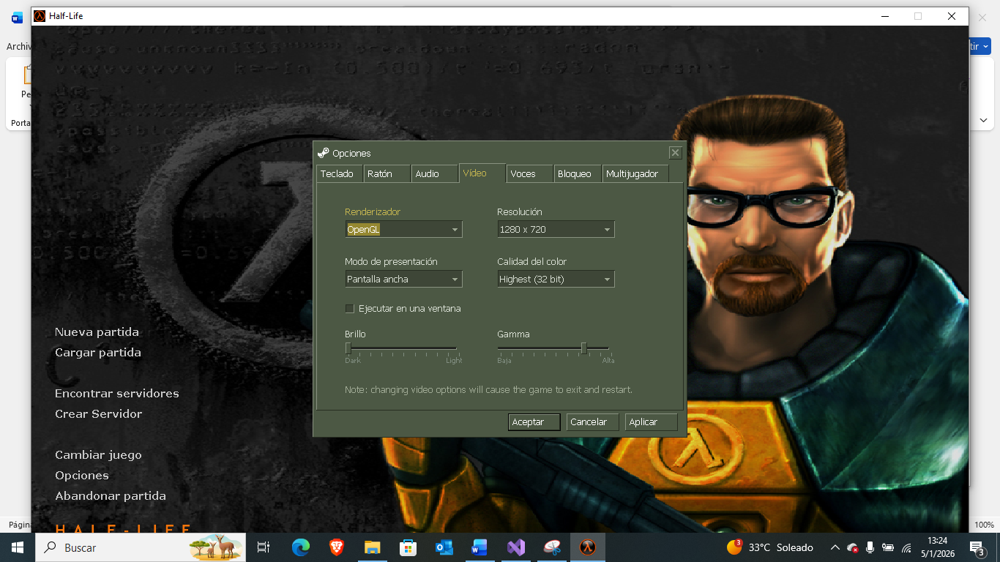 Half-Life
Archiv
tir
Pe
Porta
Opciones
Teclado Ratón Audio Vídeo Voces Bloqueo Multijugador
Renderizador Resolución
OpenGL 1280 x 720
Modo de presentación Calidad del color
Pantalla ancha Highest (32 bit)
Ejecutar en una ventana
Brillo Gamma
Dark Light Baja Alta
Note: changing video options will cause the game to exit and restart.
Aceptar Cancelar Aplicar
Nueva partida
Cargar partida
Encontrar servidores
Crear Servidor
Cambiar juego
Opciones
Abandonar partida
HALF-LIFE
Página
100%
Buscar
3
33°C Soleado
13:24
5/1/2026
3